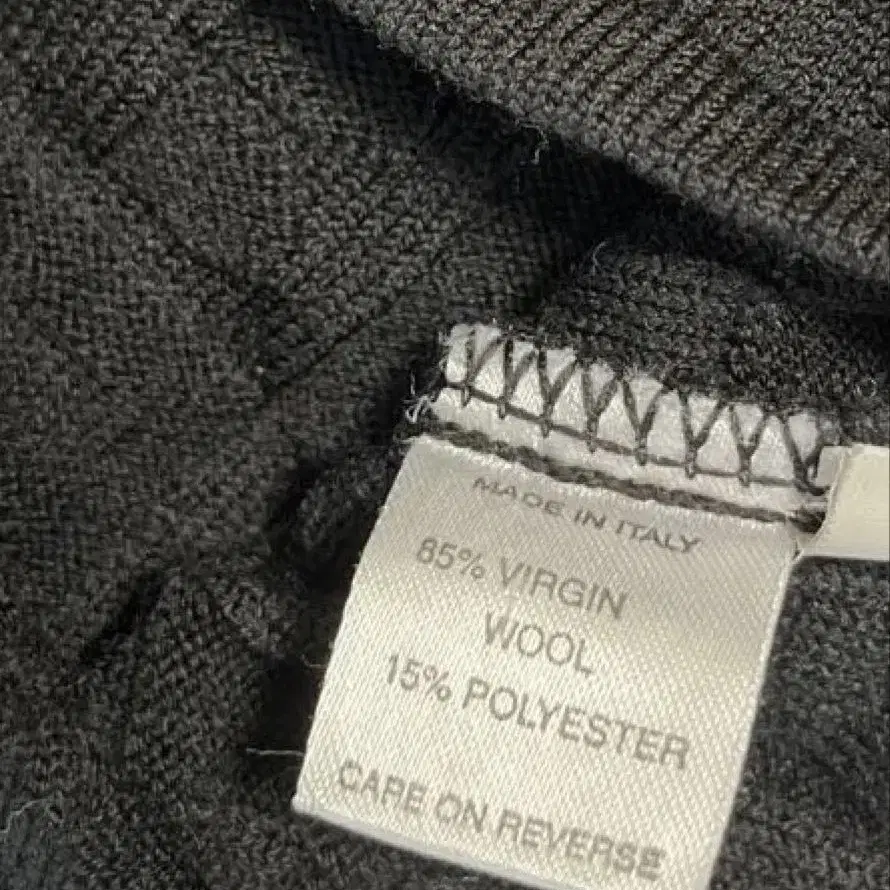 MADE IN ITALY
85% VIRGIN
WOOL
15% POLYESTER
CARE ON REVERSE